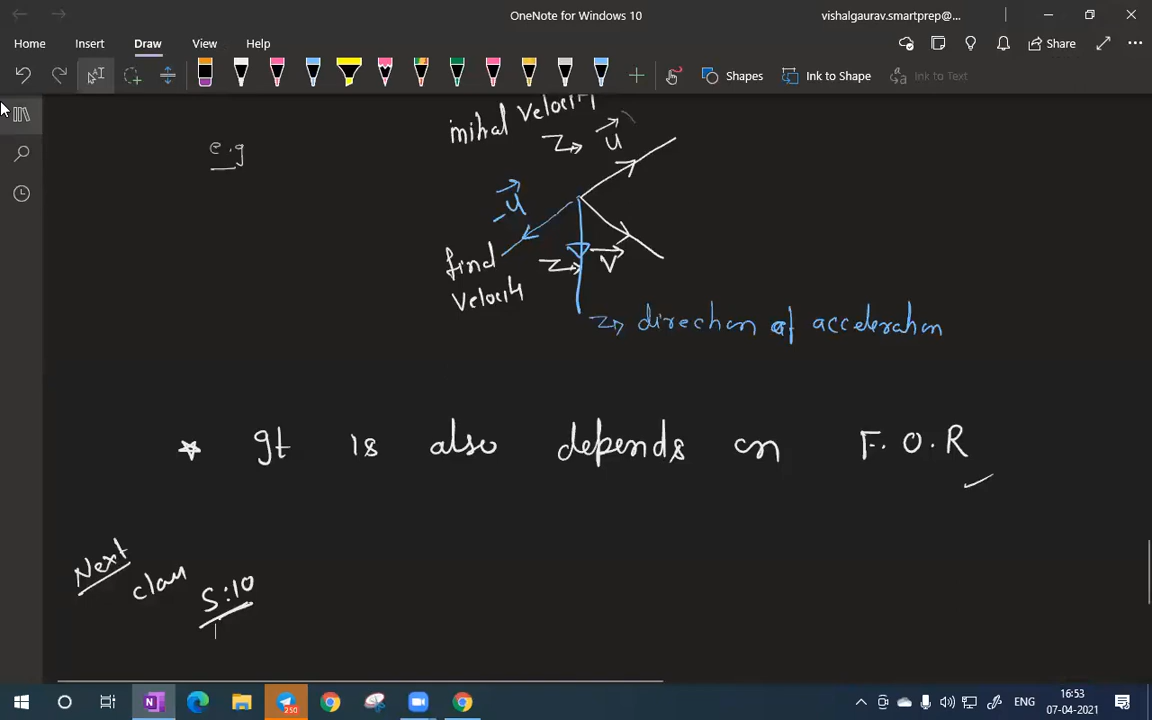 OneNote for Windows 10
vishalgaurav.smartprep@...
Home Insert Draw View Help
Share
Shapes Ink to Shape Ink to Text
initial velocity
u
e.g
-u
final
velocity
v
direction of acceleration
It is also depends on F.O.R
Next
class
5:10
250
ENG
16:53
07-04-2021